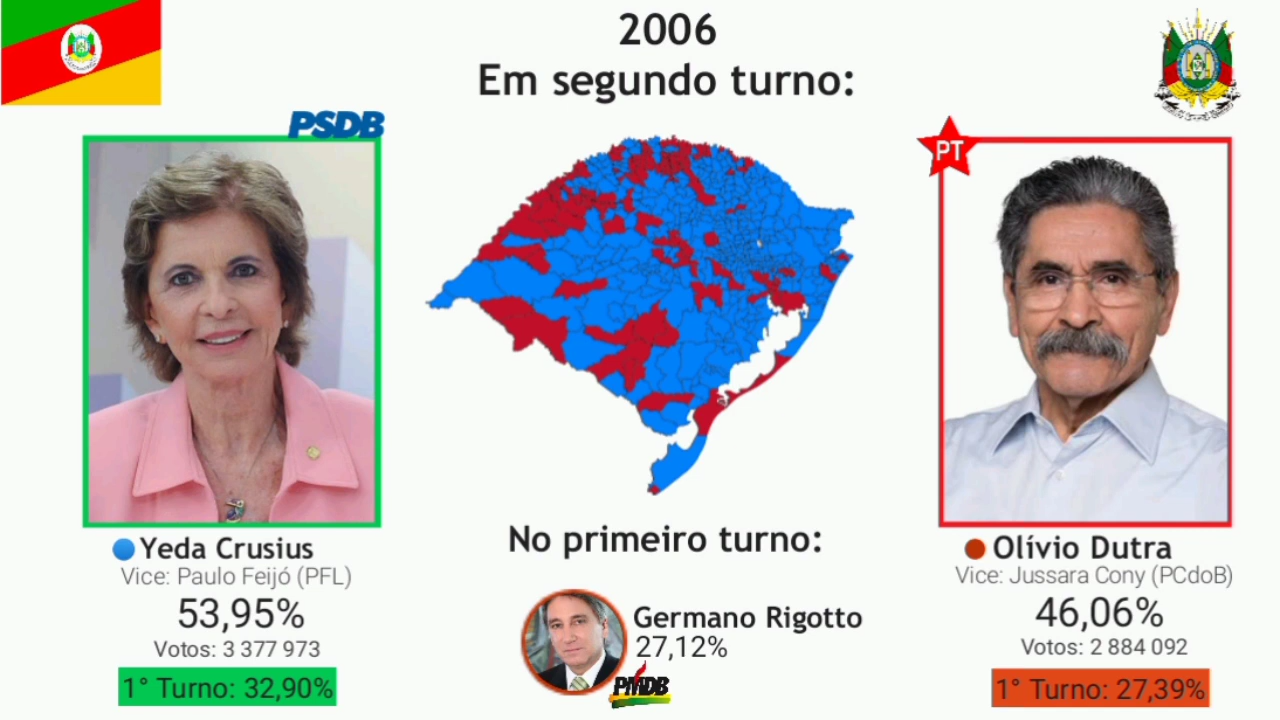 2006
Em segundo turno:
PSDB
PT
Yeda Crusius
Vice: Paulo Feijó (PFL)
53,95%
Votos: 3 377 973
1° Turno: 32,90%
No primeiro turno:
Germano Rigotto
27,12%
PMDB
Olívio Dutra
Vice: Jussara Cony (PCdoB)
46,06%
Votos: 2 884 092
1° Turno: 27,39%